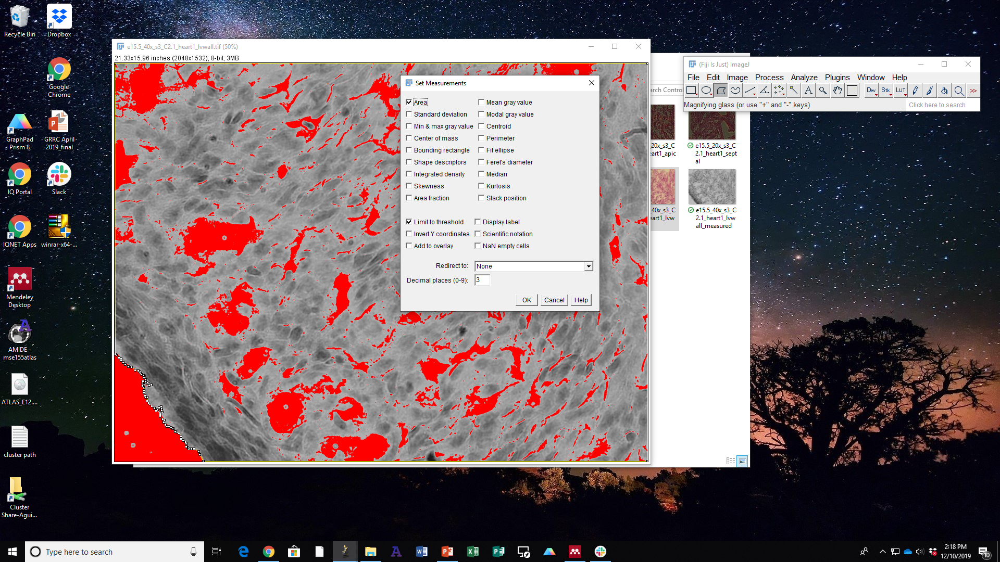 Recycle Bin
Dropbox
Google
Chrome
GraphPad
Prism 8
GRRC April
2019_final
IQ Portal
Slack
IQNET Apps
winrar-x64-...
Mendeley
Desktop
AMIDE -
mse155atlas
ATLAS_E12....
cluster path
Cluster
Share-Agui...
e15.5_40x_s3_C2.1_heart1_lvwall.tif (50%)
21.33x15.96 inches (2048x1532); 8-bit; 3MB
Set Measurements
Area
Mean gray value
Standard deviation
Modal gray value
Min & max gray value
Centroid
Center of mass
Perimeter
Bounding rectangle
Fit ellipse
Shape descriptors
Feret's diameter
Integrated density
Median
Skewness
Kurtosis
Area fraction
Stack position
Limit to threshold
Display label
Invert Y coordinates
Scientific notation
Add to overlay
NaN empty cells
Redirect to:
None
Decimal places (0-9):
3
OK
Cancel
Help
(Fiji Is Just) ImageJ
File
Edit
Image
Process
Analyze
Plugins
Window
Help
A
Dev
Stk
LUT
>>
Magnifying glass (or use "+" and "-" keys)
Click here to search
arch Control
20x_s3_C
eart1_apic
e15.5_20x_s3_C
2.1_heart1_sept
al
40x_s3_C
eart1_lvw
e15.5_40x_s3_C
2.1_heart1_lvw
all_measured
Type here to search
2:18 PM
12/10/2019
10